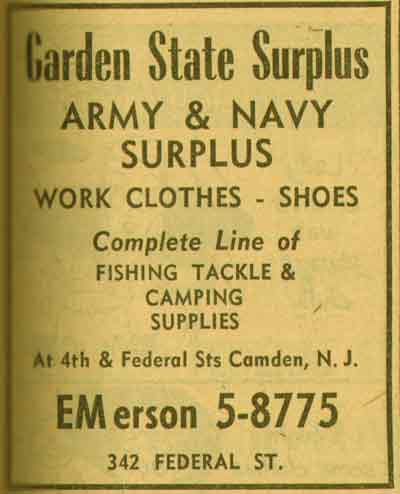 Garden State Surplus
ARMY & NAVY
SURPLUS
WORK CLOTHES - SHOES
Complete Line of
FISHING TACKLE &
CAMPING
SUPPLIES
At 4th & Federal Sts Camden, N. J.
EMerson 5-8775
342 FEDERAL ST.